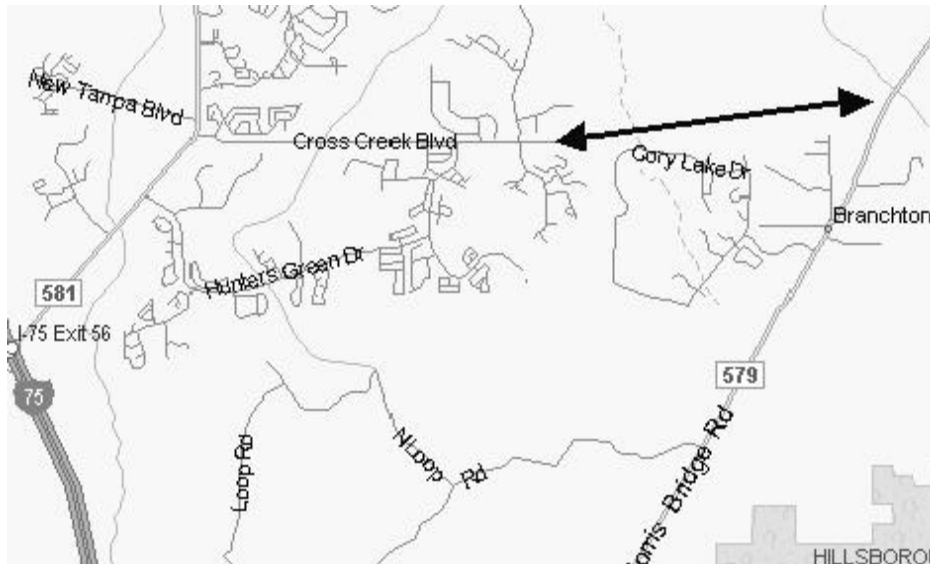 New Tampa Blvd
Cross Creek Blvd
Cory Lake Dr
Branchton
Hunters Green Dr
581
I-75 Exit 56
579
75
Loop Rd
N Loop Rd
orris Bridge Rd
HILLSBORO